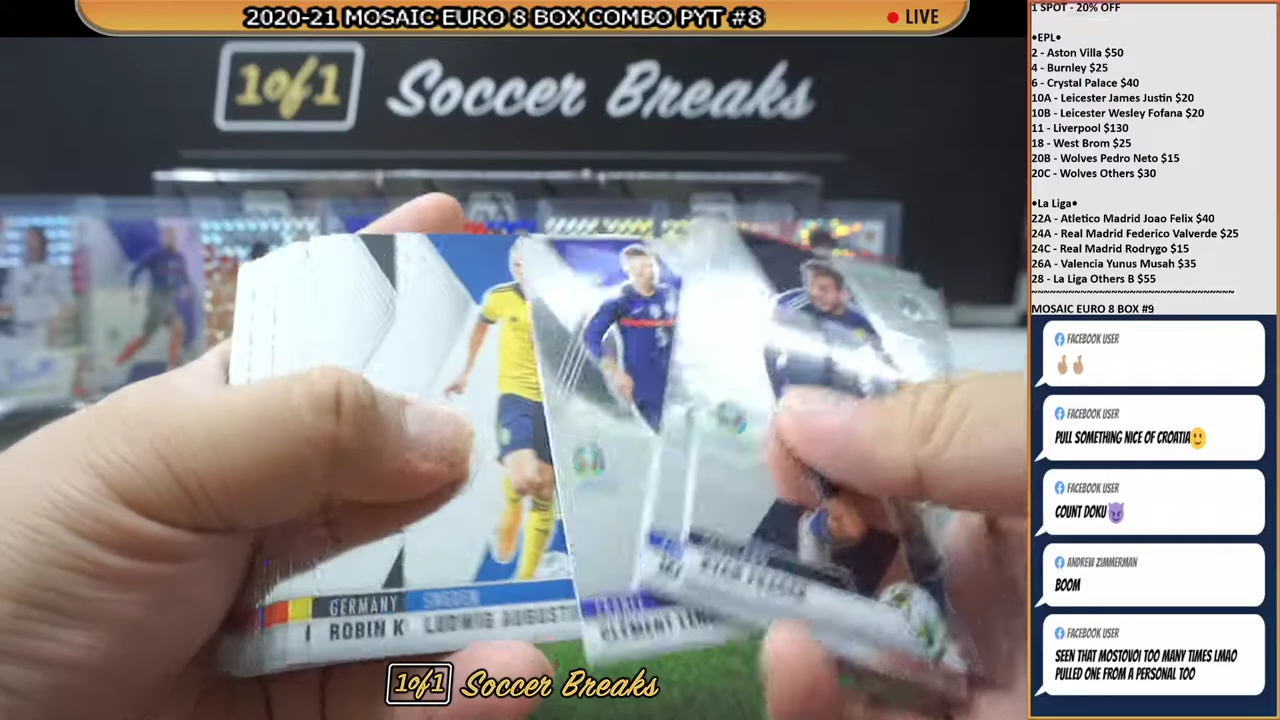 2020-21 MOSAIC EURO 8 BOX COMBO PYT #8
LIVE
1of1 Soccer Breaks
GERMANY
ROBIN K
SWEDEN
LUDWIG AUGUSTI
CLEMENT LEN
1of1 Soccer Breaks
1 SPOT - 20% OFF
•EPL•
2 - Aston Villa $50
4 - Burnley $25
6 - Crystal Palace $40
10A - Leicester James Justin $20
10B - Leicester Wesley Fofana $20
11 - Liverpool $130
18 - West Brom $25
20B - Wolves Pedro Neto $15
20C - Wolves Others $30
•La Liga•
22A - Atletico Madrid Joao Felix $40
24A - Real Madrid Federico Valverde $25
24C - Real Madrid Rodrygo $15
26A - Valencia Yunus Musah $35
28 - La Liga Others B $55
~~~~~~~~~~~~~~~~~~~~~~~~~~~~~~~~
MOSAIC EURO 8 BOX #9
FACEBOOK USER
🤞🏽🤞🏽
FACEBOOK USER
PULL SOMETHING NICE OF CROATIA🙂
FACEBOOK USER
COUNT DOKU😈
ANDREW ZIMMERMAN
BOOM
FACEBOOK USER
SEEN THAT MOSTOVOI TOO MANY TIMES LMAO
PULLED ONE FROM A PERSONAL TOO